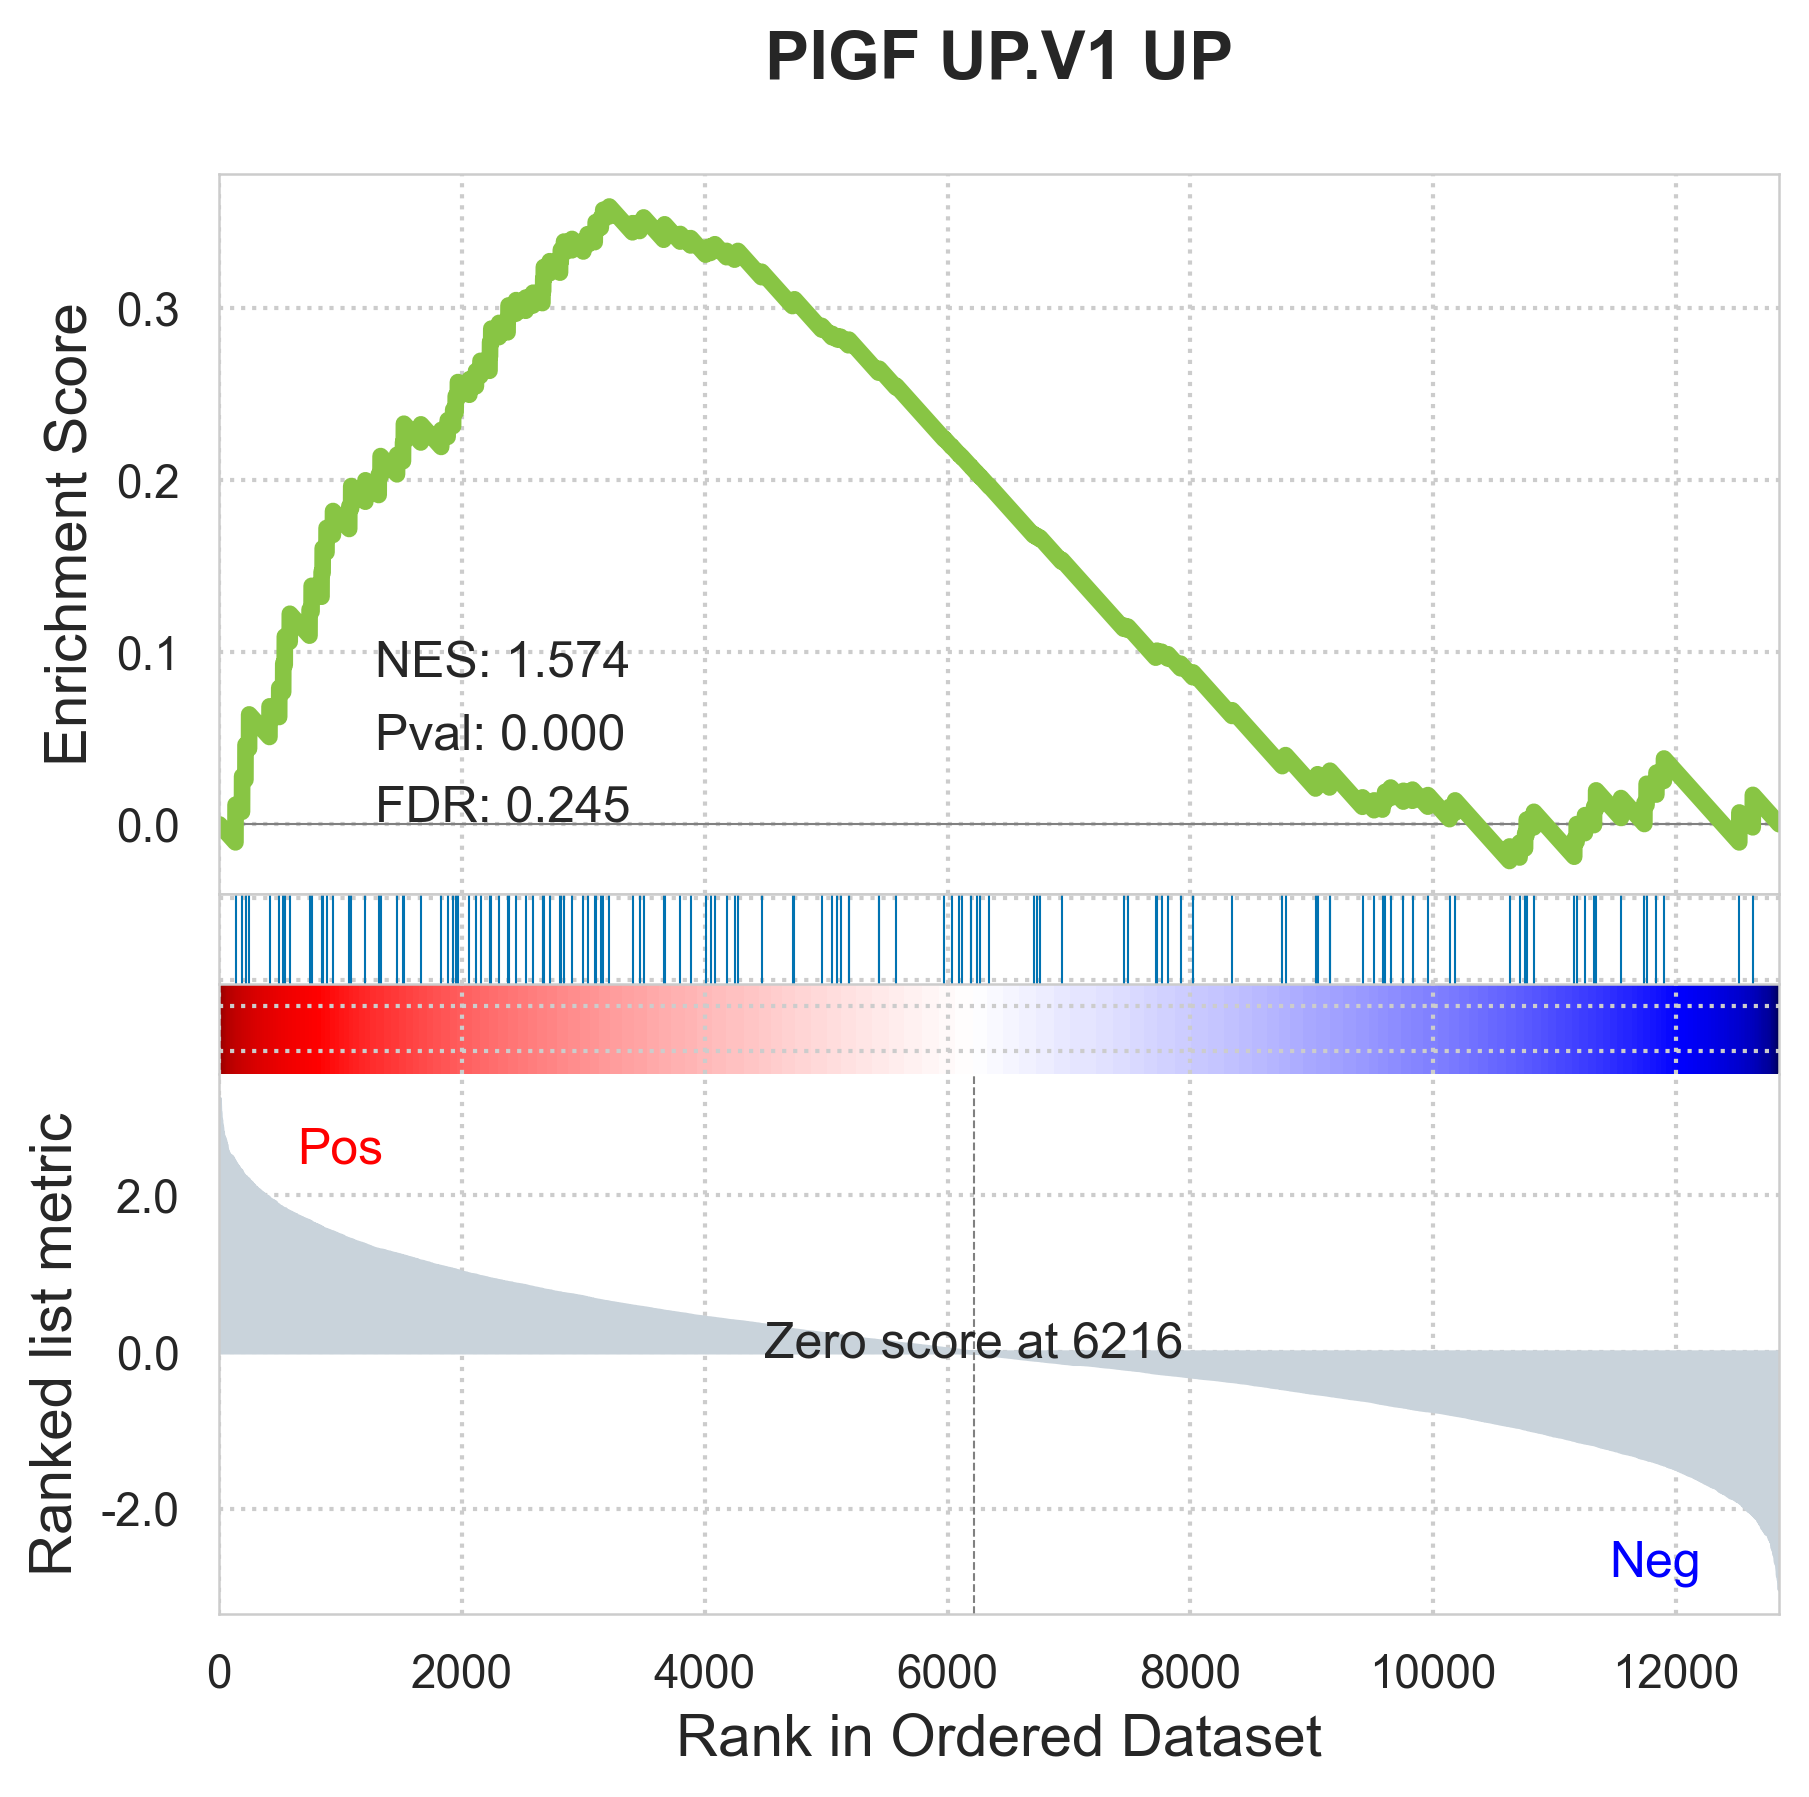 PIGF UP.V1 UP
Enrichment Score
0.3
0.2
0.1
0.0
NES: 1.574
Pval: 0.000
FDR: 0.245
Ranked list metric
Pos
2.0
0.0
-2.0
Zero score at 6216
Neg
0 2000 4000 6000 8000 10000 12000
Rank in Ordered Dataset